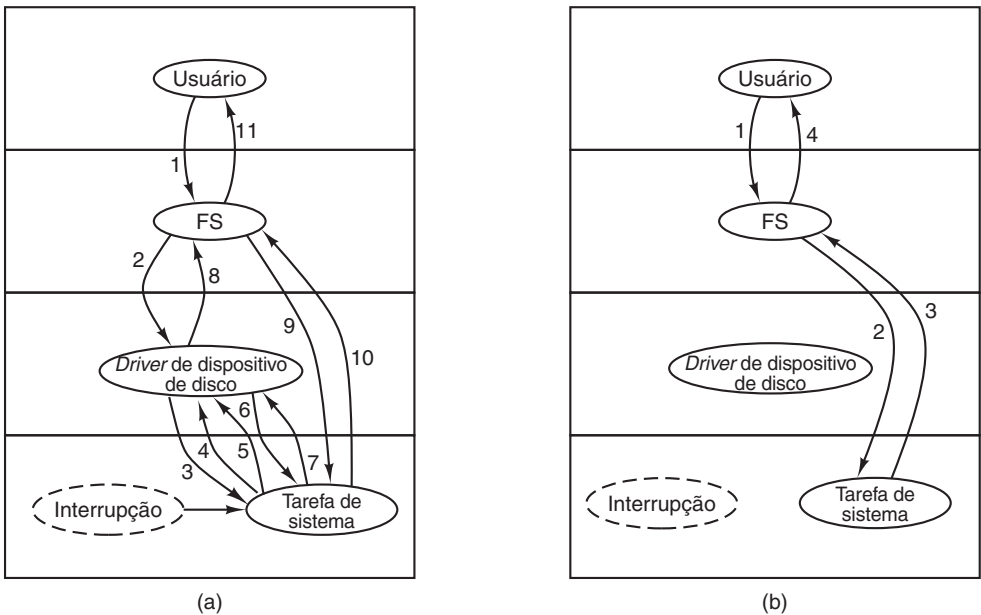 Usuário
1
11
FS
2
8
9
10
Driver de dispositivo
de disco
6
3
4
5
7
Interrupção
Tarefa de
sistema
(a)
Usuário
1
4
FS
2
3
Driver de dispositivo
de disco
Interrupção
Tarefa de
sistema
(b)